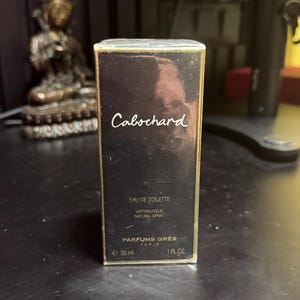 Cabochard
EAU DE TOILETTE
VAPORISATEUR
NATURAL SPRAY
PARFUMS GRÈS
PARIS
℮ 30 ml 1 FL.OZ.